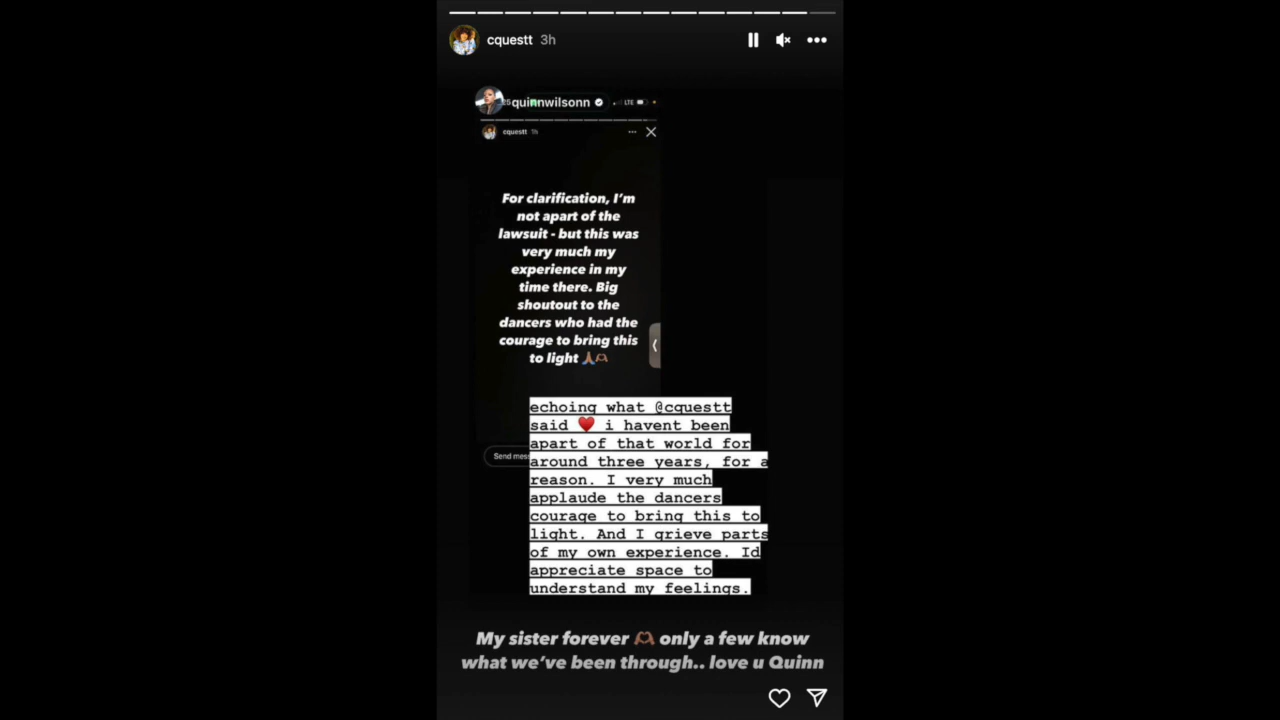 cquestt 3h
quinnwilsonn
LTE
cquestt 1h
For clarification, I'm
not apart of the
lawsuit - but this was
very much my
experience in my
time there. Big
shoutout to the
dancers who had the
courage to bring this
to light 🙏🏾🫶🏾
echoing what @cquestt
said ♥️ i havent been
apart of that world for
around three years, for a
reason. I very much
applaude the dancers
courage to bring this to
light. And I grieve parts
of my own experience. Id
appreciate space to
understand my feelings.
Send mess
My sister forever 🫶🏾 only a few know
what we've been through.. love u Quinn